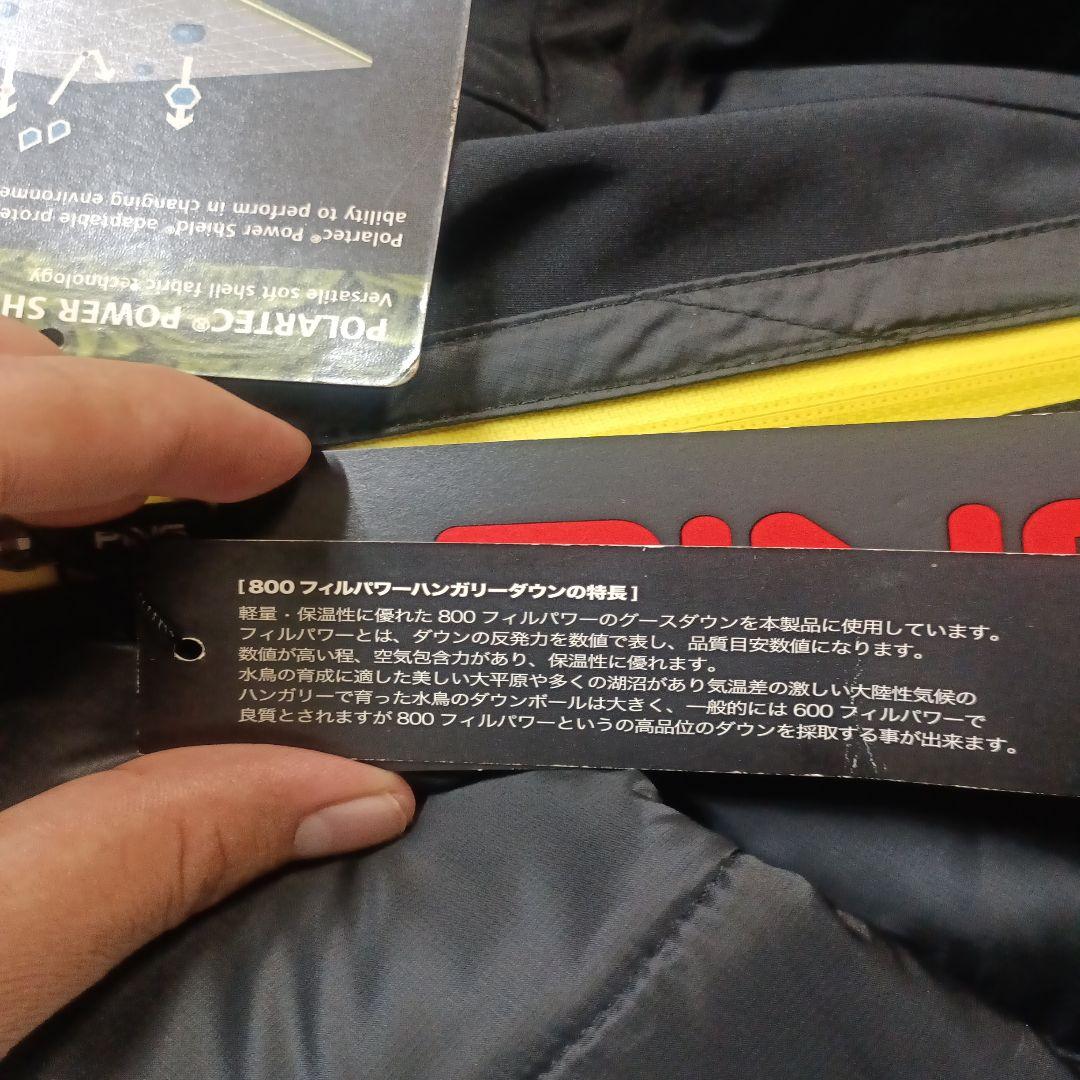 POLARTEC® POWER SH
Versatile soft shell fabric technology
Polartec® Power Shield® adaptable
ability to perform in changing
[800 フィルパワーハンガリーダウンの特長]
軽量・保温性に優れた 800 フィルパワーのグースダウンを本製品に使用しています。
フィルパワーとは、ダウンの反発力を数値で表し、品質目安数値になります。
数値が高い程、空気包含力があり、保温性に優れます。
水鳥の育成に適した美しい大平原や多くの湖沼があり気温差の激しい大陸性気候の
ハンガリーで育った水鳥のダウンボールは大きく、一般的には 600 フィルパワーで
良質とされますが 800 フィルパワーというの高品位のダウンを採取する事が出来ます。